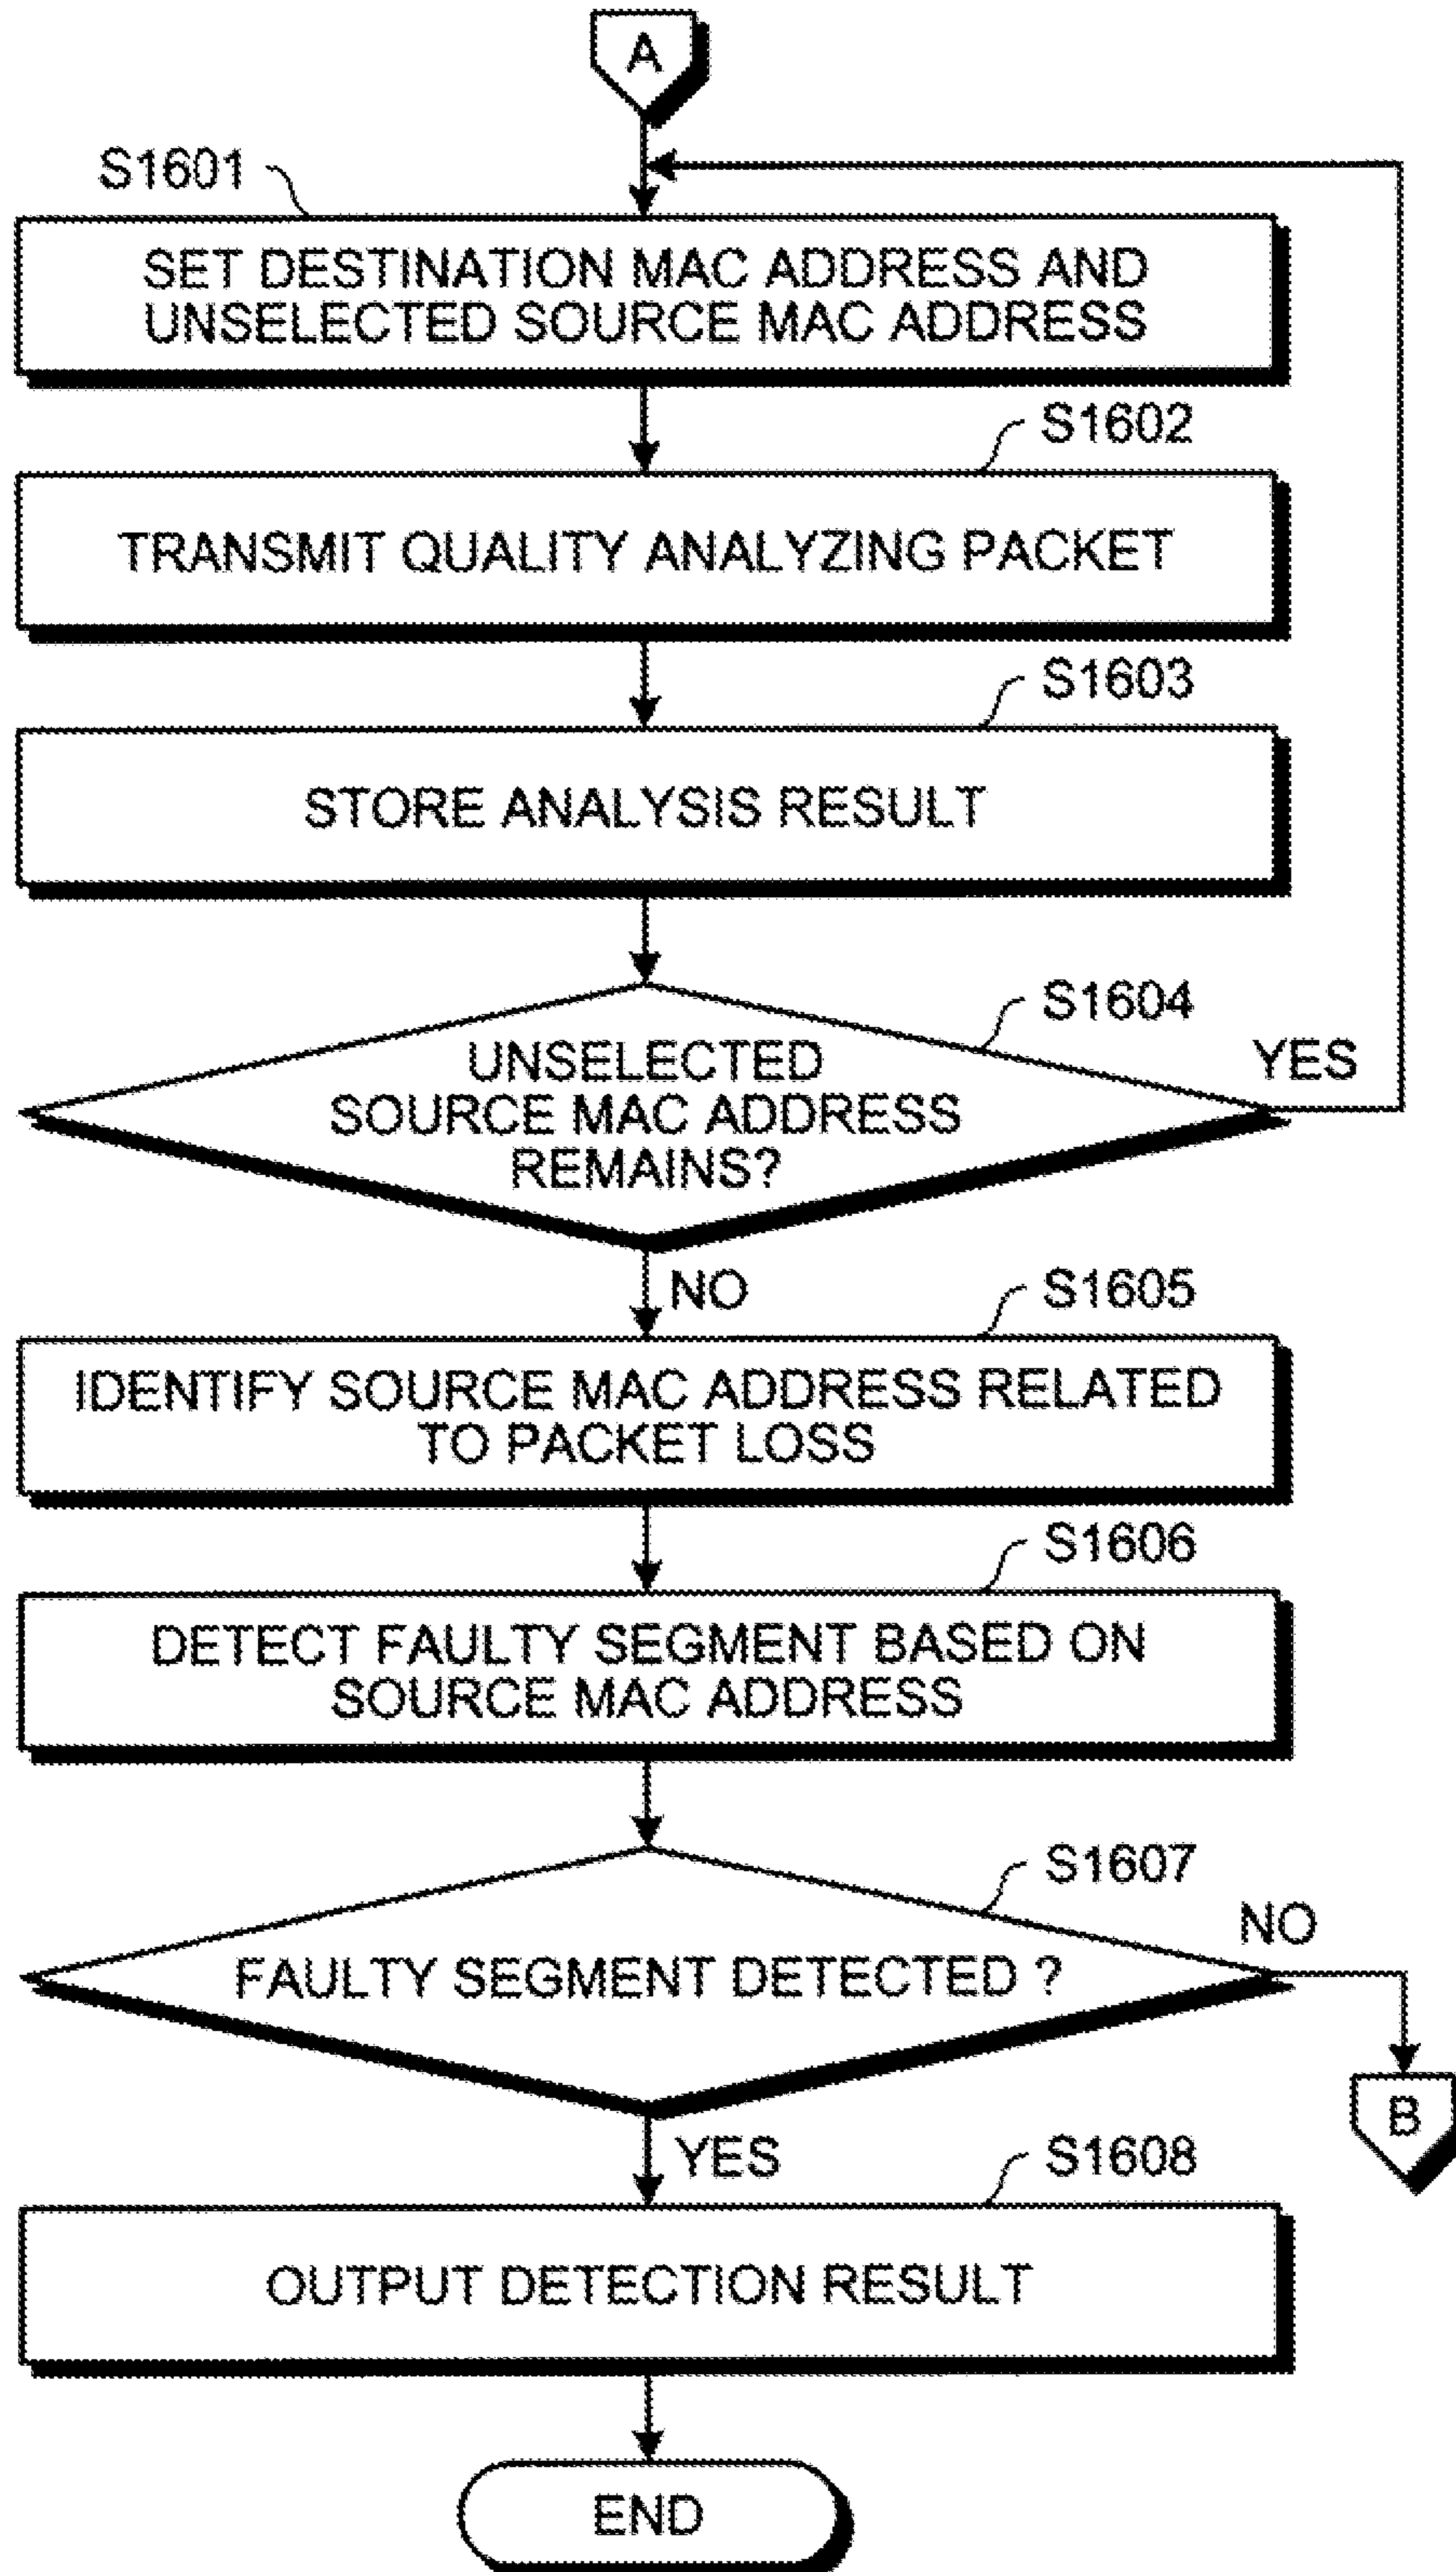 A
S1601
SET DESTINATION MAC ADDRESS AND
UNSELECTED SOURCE MAC ADDRESS
S1602
TRANSMIT QUALITY ANALYZING PACKET
S1603
STORE ANALYSIS RESULT
S1604
UNSELECTED
SOURCE MAC ADDRESS
REMAINS?
YES
NO
S1605
IDENTIFY SOURCE MAC ADDRESS RELATED
TO PACKET LOSS
S1606
DETECT FAULTY SEGMENT BASED ON
SOURCE MAC ADDRESS
S1607
FAULTY SEGMENT DETECTED ?
NO
B
YES
S1608
OUTPUT DETECTION RESULT
END